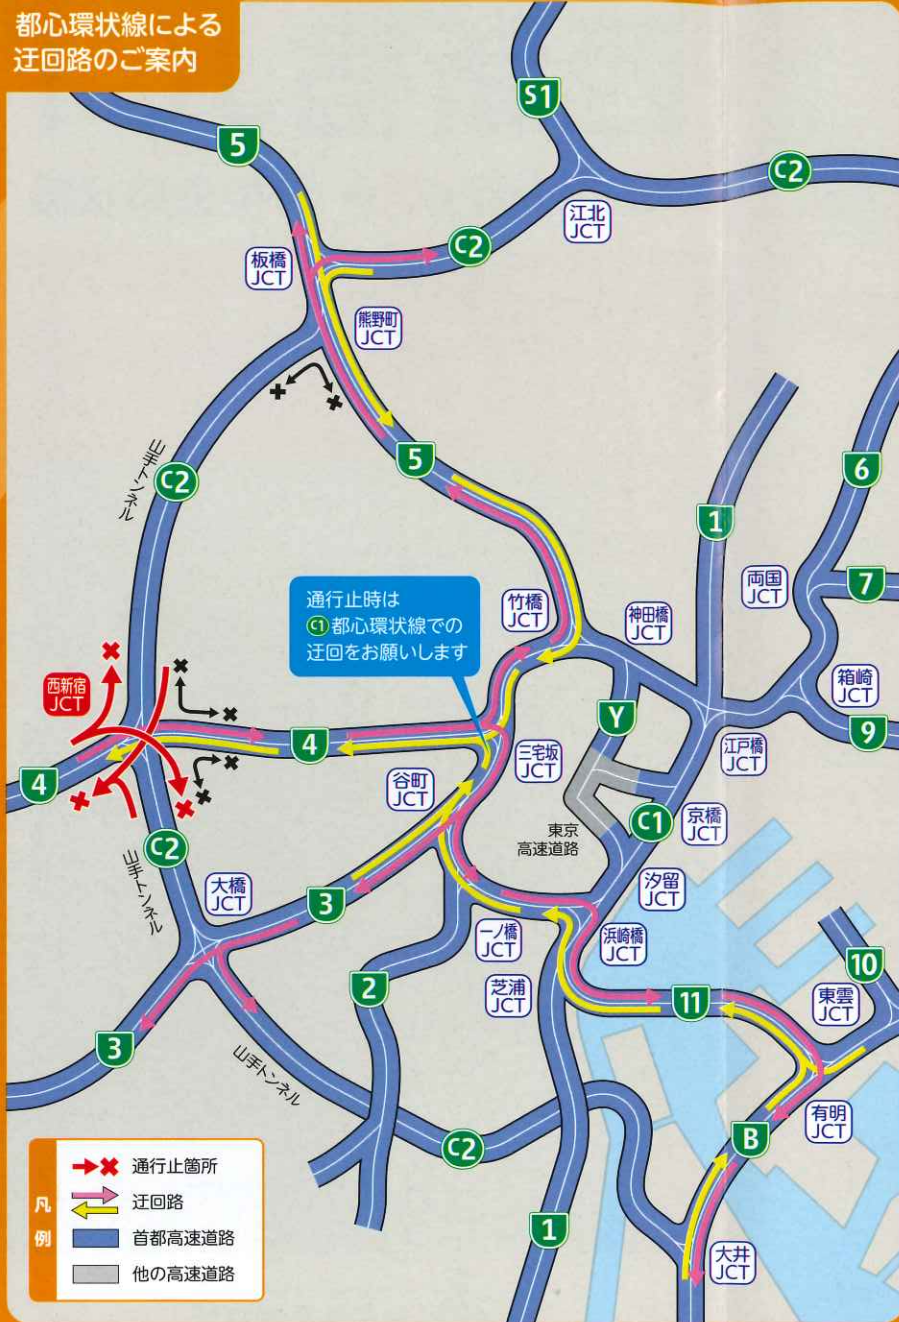 都心環状線による
迂回路のご案内
S1
5
C2
江北
JCT
C2
板橋
JCT
熊野町
JCT
山手トンネル
C2
5
6
1
通行止時は
C1都心環状線での
迂回をお願いします
竹橋
JCT
神田橋
JCT
両国
JCT
7
西新宿
JCT
箱崎
JCT
Y
9
4
4
三宅坂
JCT
江戸橋
JCT
谷町
JCT
東京
高速道路
C1
京橋
JCT
山手トンネル
C2
大橋
JCT
3
汐留
JCT
一ノ橋
JCT
浜崎橋
JCT
2
芝浦
JCT
11
10
東雲
JCT
3
山手トンネル
有明
JCT
C2
B
1
大井
JCT
凡例
通行止箇所
迂回路
首都高速道路
他の高速道路